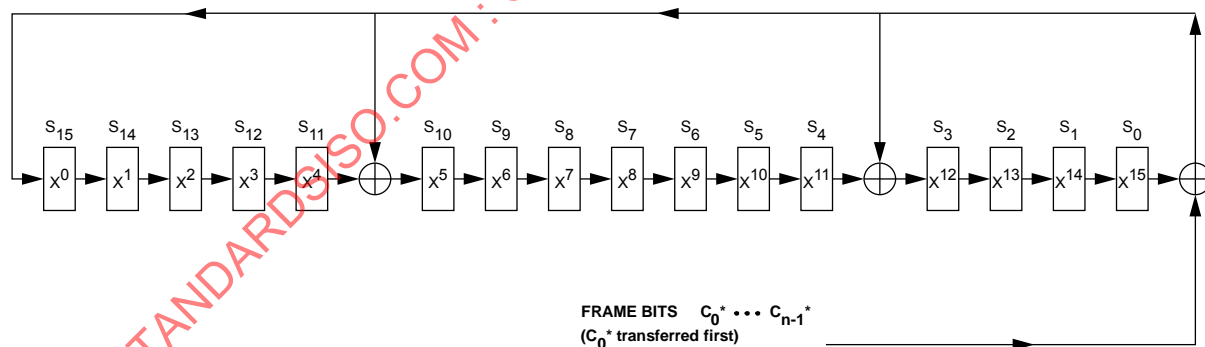 S15 S14 S13 S12 S11 S10 S9 S8 S7 S6 S5 S4 S3 S2 S1 S0
X0 X1 X2 X3 X4 X5 X6 X7 X8 X9 X10 X11 X12 X13 X14 X15
FRAME BITS C0* ••• Cn-1*
(C0* transferred first)
TANDARDSISO.COM :